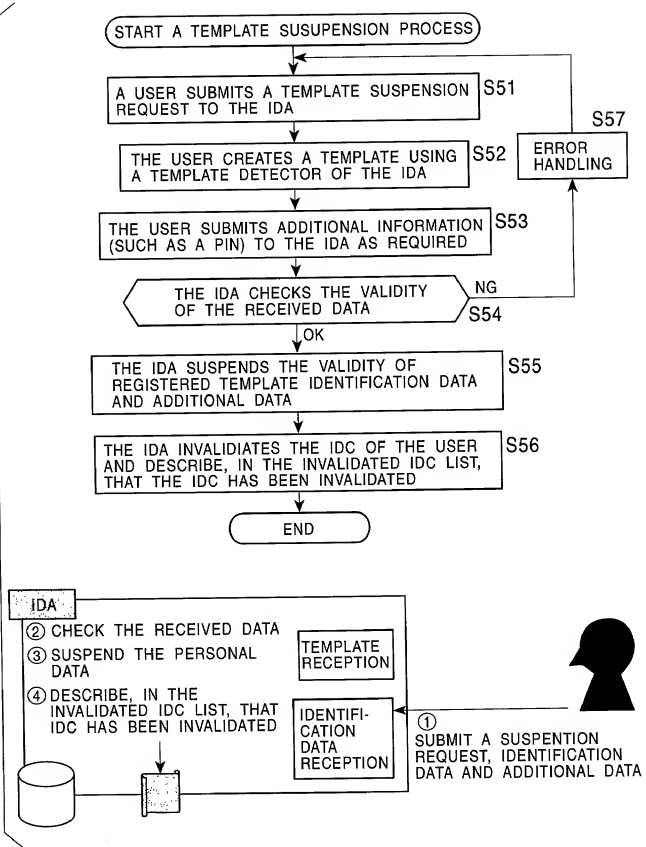 START A TEMPLATE SUSUPENSION PROCESS
A USER SUBMITS A TEMPLATE SUSPENSION
REQUEST TO THE IDA
S51
S57
ERROR
HANDLING
THE USER CREATES A TEMPLATE USING
A TEMPLATE DETECTOR OF THE IDA
S52
THE USER SUBMITS ADDITIONAL INFORMATION
(SUCH AS A PIN) TO THE IDA AS REQUIRED
S53
THE IDA CHECKS THE VALIDITY
OF THE RECEIVED DATA
NG
S54
OK
THE IDA SUSPENDS THE VALIDITY OF
REGISTERED TEMPLATE IDENTIFICATION DATA
AND ADDITIONAL DATA
S55
THE IDA INVALIDIATES THE IDC OF THE USER
AND DESCRIBE, IN THE INVALIDATED IDC LIST,
THAT THE IDC HAS BEEN INVALIDATED
S56
END
IDA
② CHECK THE RECEIVED DATA
③ SUSPEND THE PERSONAL
DATA
④ DESCRIBE, IN THE
INVALIDATED IDC LIST, THAT
IDC HAS BEEN INVALIDATED
TEMPLATE
RECEPTION
IDENTIFI-
CATION
DATA
RECEPTION
①
SUBMIT A SUSPENTION
REQUEST, IDENTIFICATION
DATA AND ADDITIONAL DATA